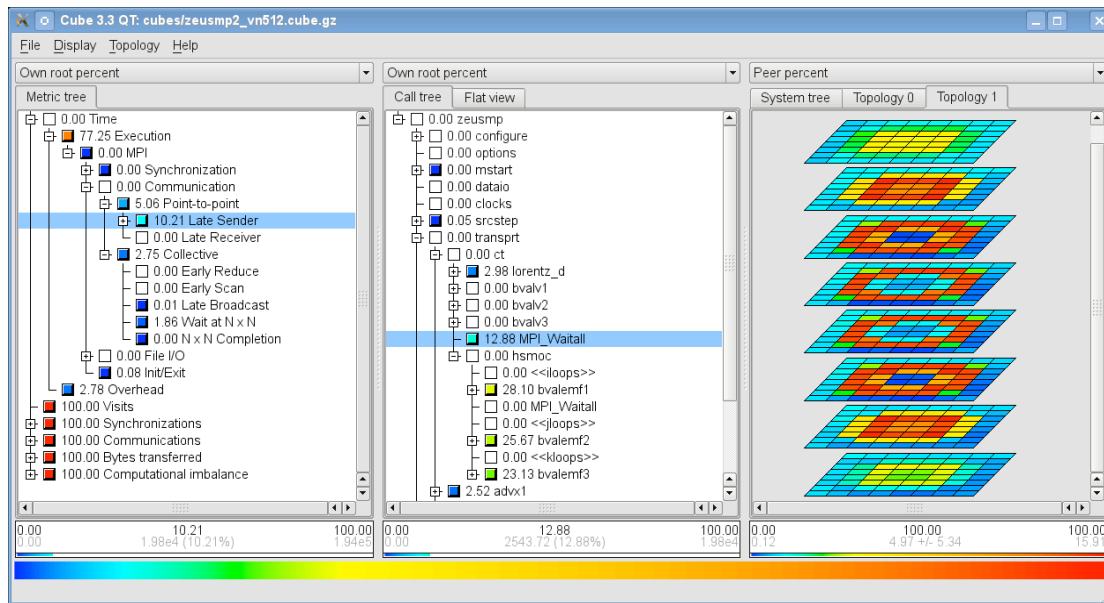 Cube 3.3 QT: cubes/zeusmp2_vn512.cube.gz
File Display Topology Help
Own root percent
Metric tree
0.00 Time
77.25 Execution
0.00 MPI
0.00 Synchronization
0.00 Communication
5.06 Point-to-point
10.21 Late Sender
0.00 Late Receiver
2.75 Collective
0.00 Early Reduce
0.00 Early Scan
0.01 Late Broadcast
1.86 Wait at N x N
0.00 N x N Completion
0.00 File I/O
0.08 Init/Exit
2.78 Overhead
100.00 Visits
100.00 Synchronizations
100.00 Communications
100.00 Bytes transferred
100.00 Computational imbalance
0.00 10.21 100.00
0.00 1.98e4 (10.21%) 1.94e5
Own root percent
Call tree Flat view
0.00 zeusmp
0.00 configure
0.00 options
0.00 mstart
0.00 dataio
0.00 clocks
0.05 srcstep
0.00 transprt
0.00 ct
2.98 lorentz_d
0.00 bvalv1
0.00 bvalv2
0.00 bvalv3
12.88 MPI_Waitall
0.00 hsmoc
0.00 <<iloops>>
28.10 bvalemf1
0.00 MPI_Waitall
0.00 <<jloops>>
25.67 bvalemf2
0.00 <<kloops>>
23.13 bvalemf3
2.52 advx1
0.00 12.88 100.00
0.00 2543.72 (12.88%) 1.98e4
Peer percent
System tree Topology 0 Topology 1
0.00 100.00 100.00
0.12 4.97 +/- 5.34 15.91